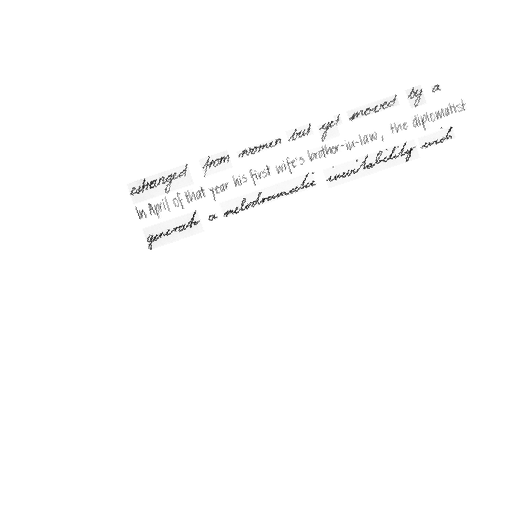 estranged from women but yet moved by a
In April of that year his first wife's brother-in-law, the diplomatist
generate a melodramatic inevitability such